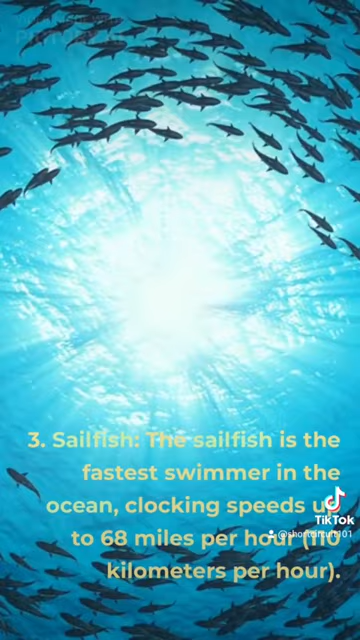 3. Sailfish: The sailfish is the
fastest swimmer in the
ocean, clocking speeds
to 68 miles per hour
kilometers per hour).
TikTok
@shortcircuit101